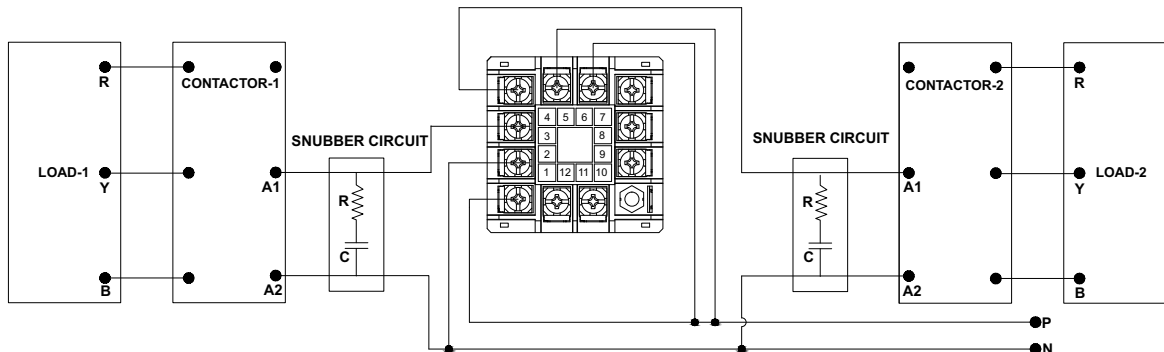 R
CONTACTOR-1
SNUBBER CIRCUIT
LOAD-1
Y
A1
R
C
B
A2
4 5 6 7
3 8
2 9
1 12 11 10
SNUBBER CIRCUIT
R
C
CONTACTOR-2
A1
A2
R
Y
LOAD-2
B
P
N